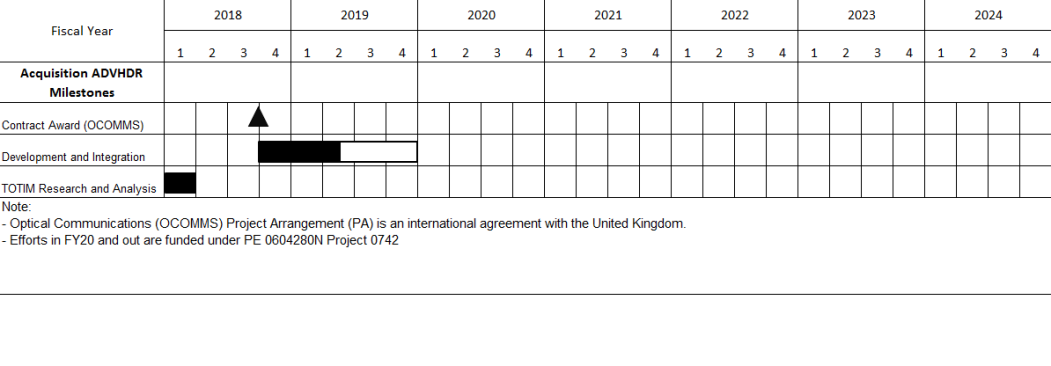 Fiscal Year 2018 2019 2020 2021 2022 2023 2024
1 2 3 4 1 2 3 4 1 2 3 4 1 2 3 4 1 2 3 4 1 2 3 4 1 2 3 4
Acquisition ADVHDR
Milestones
Contract Award (OCOMMS)
Development and Integration
TOTIM Research and Analysis
Note:
- Optical Communications (OCOMMS) Project Arrangement (PA) is an international agreement with the United Kingdom.
- Efforts in FY20 and out are funded under PE 0604280N Project 0742